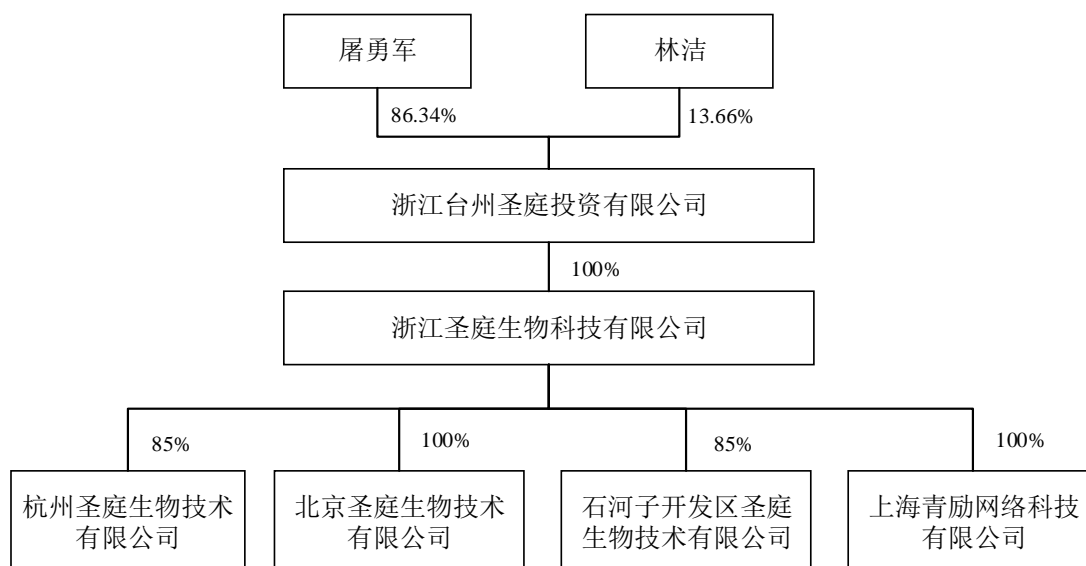 屠勇军
林洁
86.34%
13.66%
浙江台州圣庭投资有限公司
100%
浙江圣庭生物科技有限公司
85%
100%
85%
100%
杭州圣庭生物技术
有限公司
北京圣庭生物技术
有限公司
石河子开发区圣庭
生物技术有限公司
上海青励网络科技
有限公司